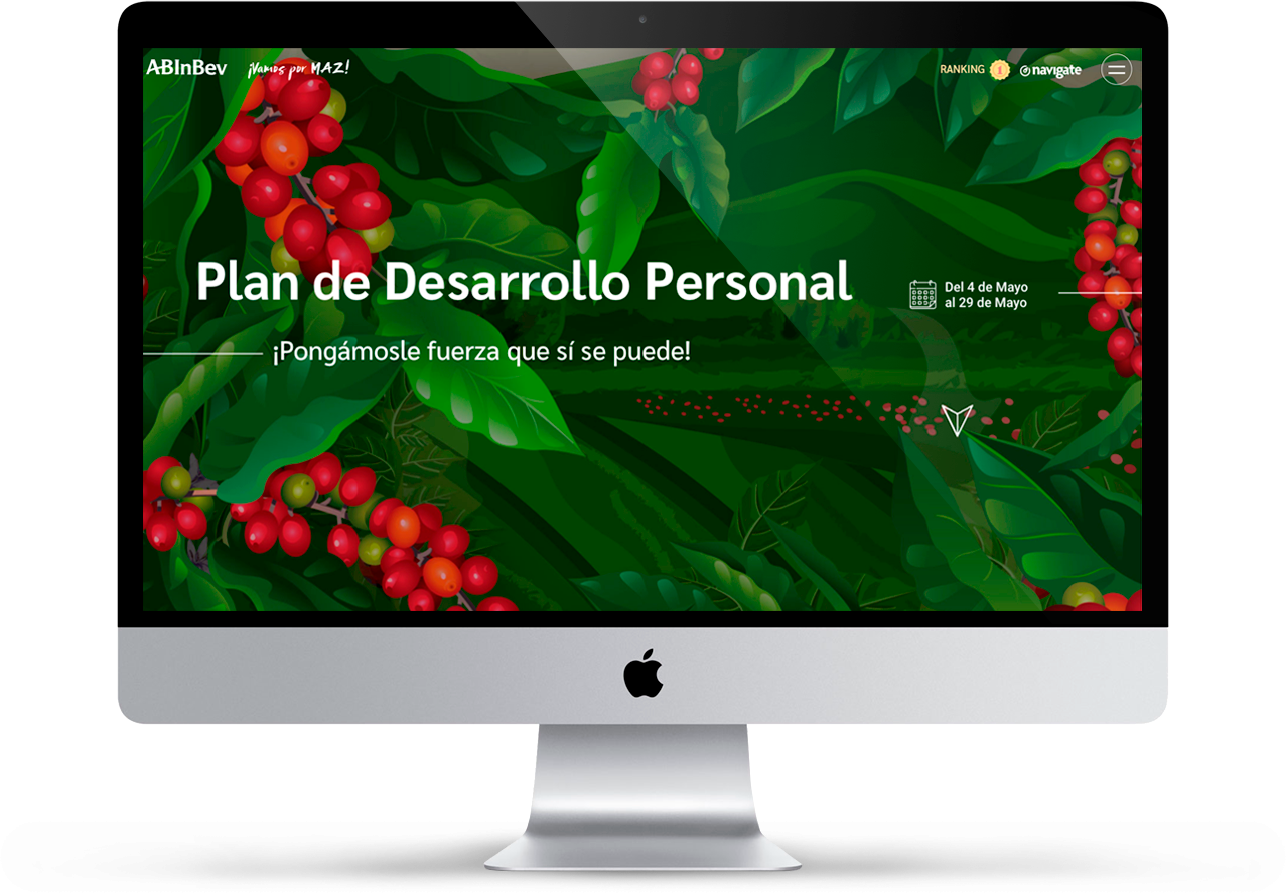 ABInBev
¡Vamos por MAZ!
RANKING 1
navigate
Plan de Desarrollo Personal
Del 4 de Mayo
al 29 de Mayo
¡Pongámosle fuerza que sí se puede!